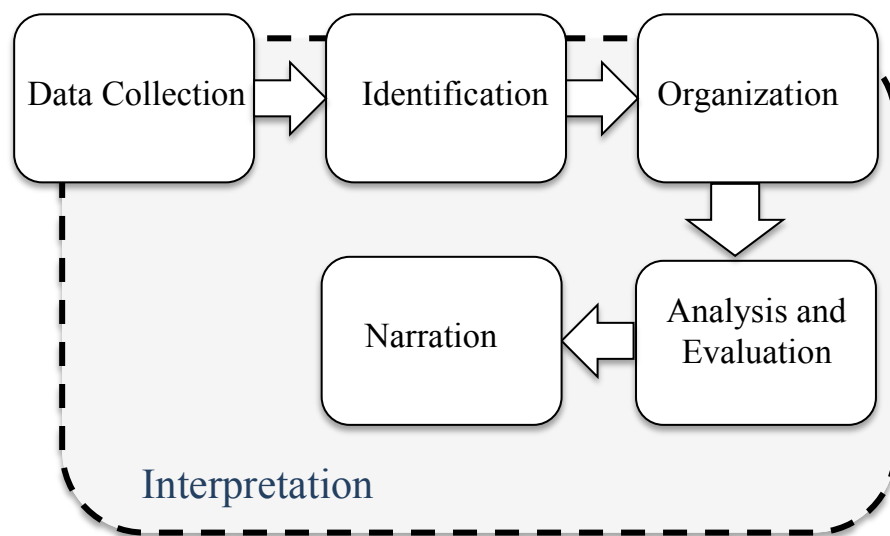 Data Collection
Identification
Organization
Analysis and
Evaluation
Narration
Interpretation